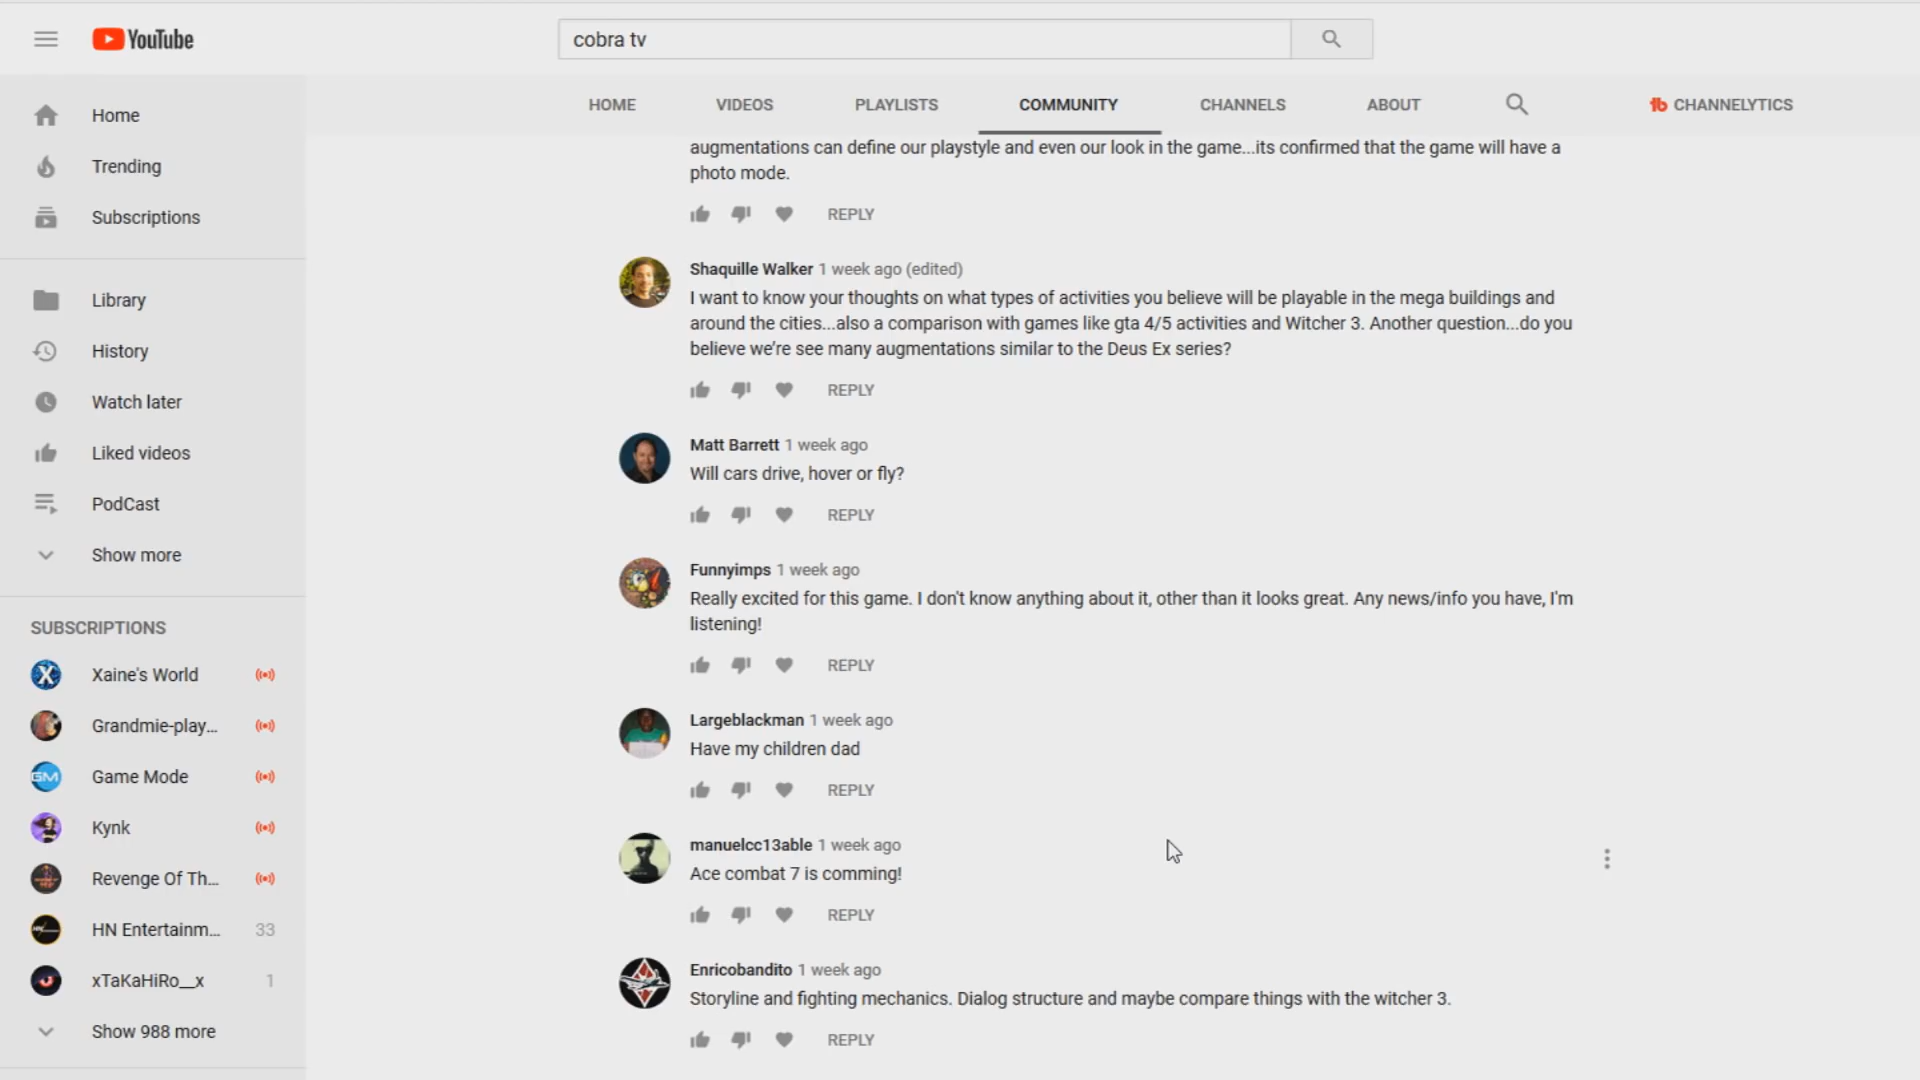 YouTube
cobra tv
HOME VIDEOS PLAYLISTS COMMUNITY CHANNELS ABOUT CHANNELYTICS
Home
Trending
Subscriptions
Library
History
Watch later
Liked videos
PodCast
Show more
SUBSCRIPTIONS
Xaine's World
Grandmie-play...
Game Mode
GM
Kynk
Revenge Of Th...
HN Entertainm... 33
xTaKaHiRo__x 1
Show 988 more
augmentations can define our playstyle and even our look in the game...its confirmed that the game will have a
photo mode.
REPLY
Shaquille Walker 1 week ago (edited)
I want to know your thoughts on what types of activities you believe will be playable in the mega buildings and
around the cities...also a comparison with games like gta 4/5 activities and Witcher 3. Another question...do you
believe we're see many augmentations similar to the Deus Ex series?
REPLY
Matt Barrett 1 week ago
Will cars drive, hover or fly?
REPLY
Funnyimps 1 week ago
Really excited for this game. I don't know anything about it, other than it looks great. Any news/info you have, I'm
listening!
REPLY
Largeblackman 1 week ago
Have my children dad
REPLY
manuelcc13able 1 week ago
Ace combat 7 is comming!
REPLY
Enricobandito 1 week ago
Storyline and fighting mechanics. Dialog structure and maybe compare things with the witcher 3.
REPLY